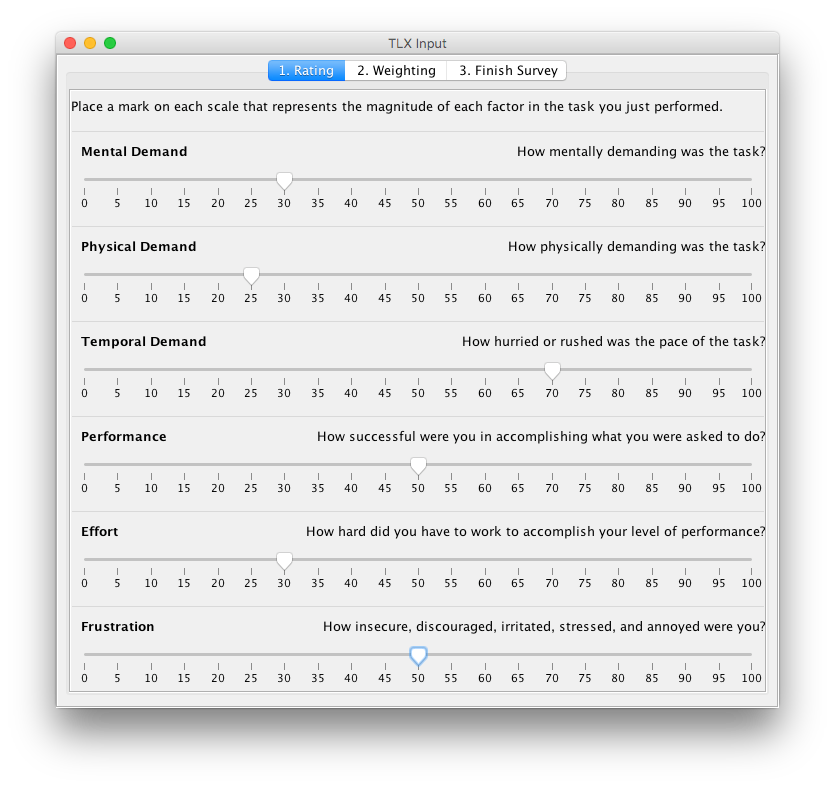 TLX Input
1. Rating 2. Weighting 3. Finish Survey
Place a mark on each scale that represents the magnitude of each factor in the task you just performed.
Mental Demand How mentally demanding was the task?
0 5 10 15 20 25 30 35 40 45 50 55 60 65 70 75 80 85 90 95 100
Physical Demand How physically demanding was the task?
0 5 10 15 20 25 30 35 40 45 50 55 60 65 70 75 80 85 90 95 100
Temporal Demand How hurried or rushed was the pace of the task?
0 5 10 15 20 25 30 35 40 45 50 55 60 65 70 75 80 85 90 95 100
Performance How successful were you in accomplishing what you were asked to do?
0 5 10 15 20 25 30 35 40 45 50 55 60 65 70 75 80 85 90 95 100
Effort How hard did you have to work to accomplish your level of performance?
0 5 10 15 20 25 30 35 40 45 50 55 60 65 70 75 80 85 90 95 100
Frustration How insecure, discouraged, irritated, stressed, and annoyed were you?
0 5 10 15 20 25 30 35 40 45 50 55 60 65 70 75 80 85 90 95 100